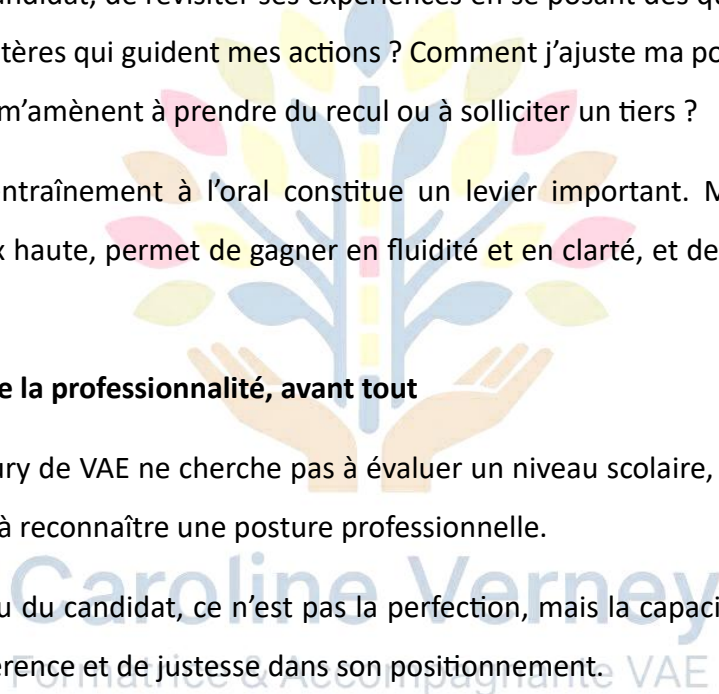 andidat, de revisiter ses expériences en se posant des qu
tères qui guident mes actions ? Comment j’ajuste ma po
m’amènent à prendre du recul ou à solliciter un tiers ?
ntraînement à l’oral constitue un levier important. M
x haute, permet de gagner en fluidité et en clarté, et de
e la professionnalité, avant tout
ury de VAE ne cherche pas à évaluer un niveau scolaire,
à reconnaître une posture professionnelle.
Caroline Verney
u du candidat, ce n’est pas la perfection, mais la capaci
érence et de justesse dans son positionnement.
Formatrice & Accompagnante VAE